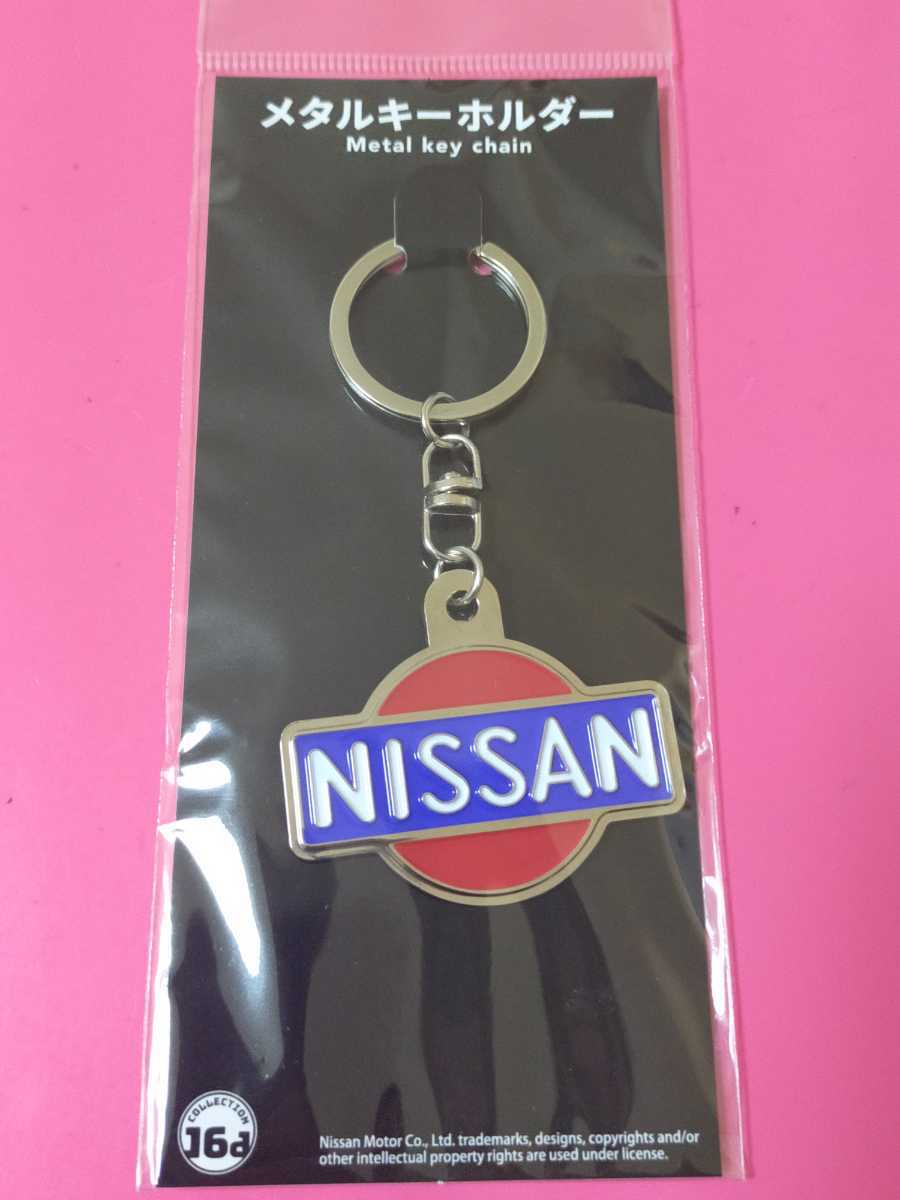 メタルキーホルダー
Metal key chain
NISSAN
COLLECTION
J6d
Nissan Motor Co., Ltd. trademarks, designs, copyrights and/or
other intellectual property rights are used under license.